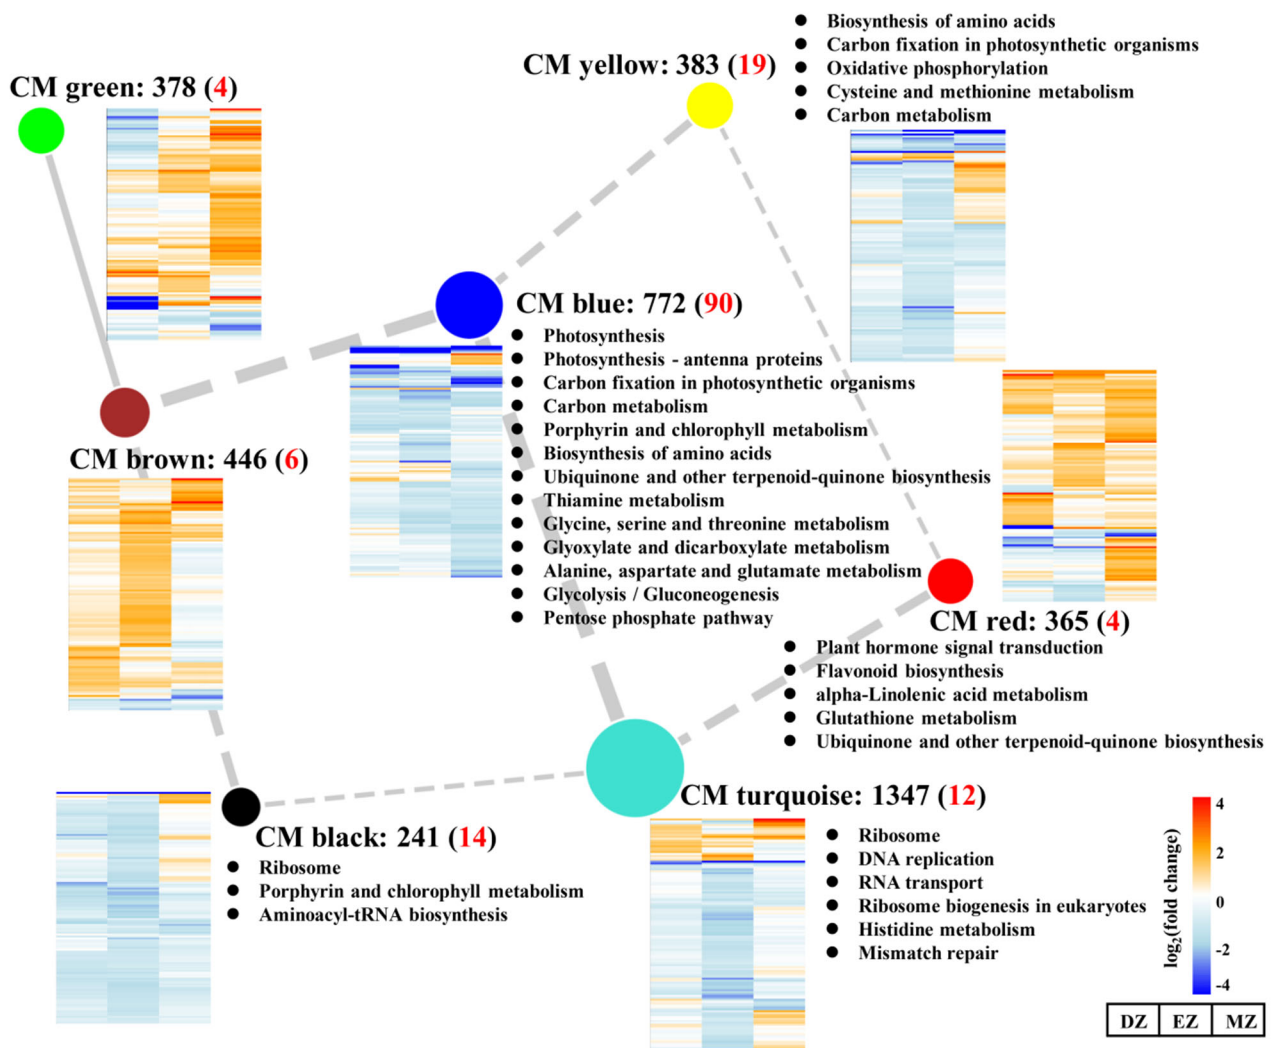 Biosynthesis of amino acids
Carbon fixation in photosynthetic organisms
Oxidative phosphorylation
Cysteine and methionine metabolism
Carbon metabolism
CM yellow: 383 (19)
CM green: 378 (4)
CM blue: 772 (90)
Photosynthesis
Photosynthesis - antenna proteins
Carbon fixation in photosynthetic organisms
Carbon metabolism
Porphyrin and chlorophyll metabolism
Biosynthesis of amino acids
Ubiquinone and other terpenoid-quinone biosynthesis
Thiamine metabolism
Glycine, serine and threonine metabolism
Glyoxylate and dicarboxylate metabolism
Alanine, aspartate and glutamate metabolism
Glycolysis / Gluconeogenesis
Pentose phosphate pathway
CM brown: 446 (6)
CM red: 365 (4)
Plant hormone signal transduction
Flavonoid biosynthesis
alpha-Linolenic acid metabolism
Glutathione metabolism
Ubiquinone and other terpenoid-quinone biosynthesis
CM black: 241 (14)
Ribosome
Porphyrin and chlorophyll metabolism
Aminoacyl-tRNA biosynthesis
CM turquoise: 1347 (12)
Ribosome
DNA replication
RNA transport
Ribosome biogenesis in eukaryotes
Histidine metabolism
Mismatch repair
log2(fold change)
4
2
0
-2
-4
DZ EZ MZ